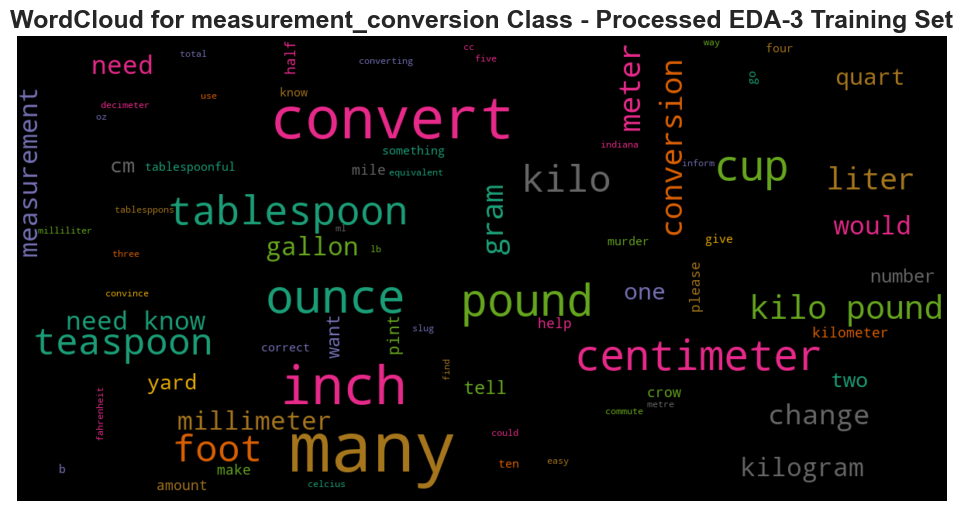 WordCloud for measurement_conversion Class - Processed EDA-3 Training Set
total
half
converting
cc
five
way
four
need
meter
conversion
go
quart
measurement
decimeter
oz
use
know
convert
something
indiana
cm
tablespoonful
mile
equivalent
kilo
inform
cup
liter
tablesppons
tablespoon
ml
gram
would
milliliter
gallon
lb
murder
give
three
convince
ounce
pound
one
please
number
kilo pound
need know
want
pint
slug
help
kilometer
teaspoon
correct
centimeter
find
yard
inch
tell
crow
metre
two
fahrenheit
millimeter
commute
change
foot
many
could
b
make
ten
easy
kilogram
amount
celcius